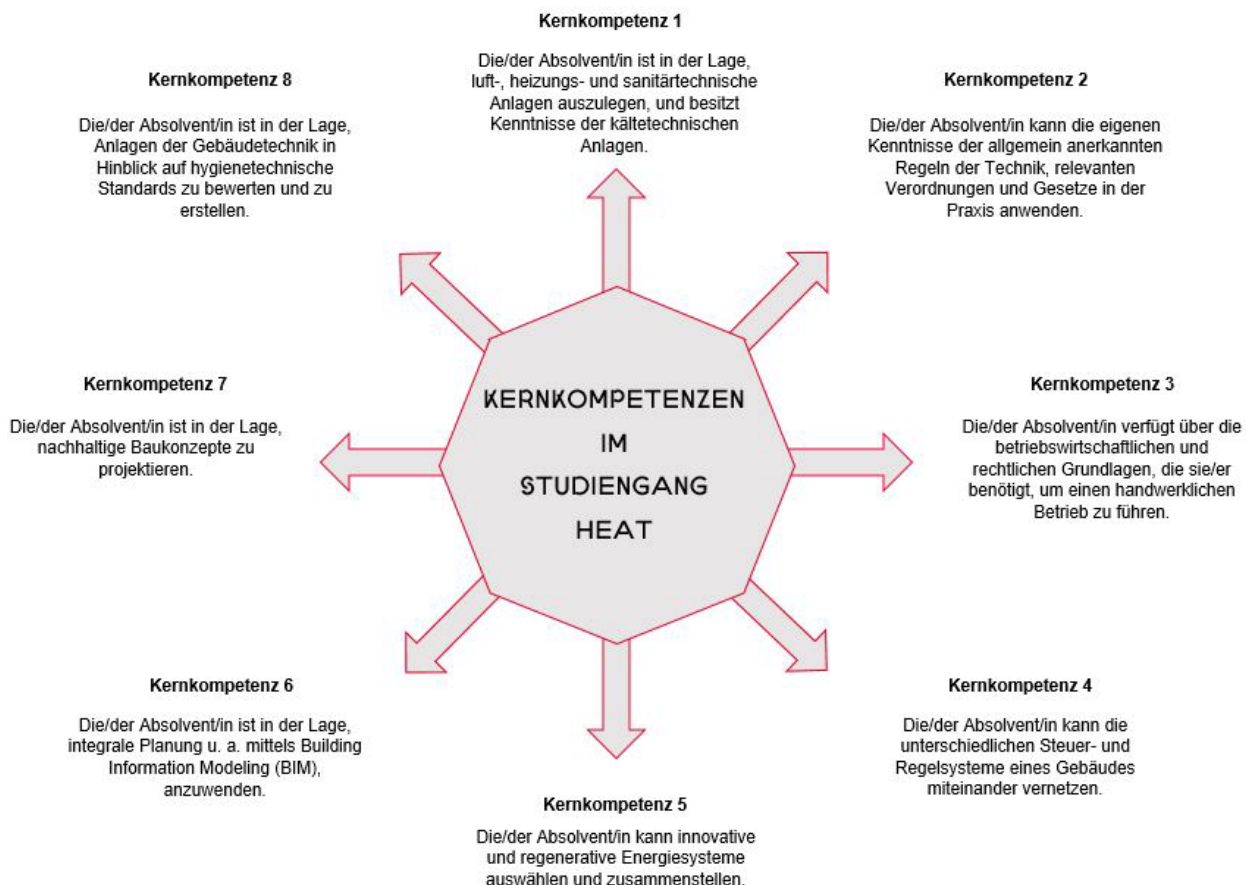 Kernkompetenz 1
Die/der Absolvent/in ist in der Lage,
luft-, heizungs- und sanitärtechnische
Anlagen auszulegen, und besitzt
Kenntnisse der kältetechnischen
Anlagen.
Kernkompetenz 2
Die/der Absolvent/in kann die eigenen
Kenntnisse der allgemein anerkannten
Regeln der Technik, relevanten
Verordnungen und Gesetze in der
Praxis anwenden.
Kernkompetenz 3
Die/der Absolvent/in verfügt über die
betriebswirtschaftlichen und
rechtlichen Grundlagen, die sie/er
benötigt, um einen handwerklichen
Betrieb zu führen.
Kernkompetenz 4
Die/der Absolvent/in kann die
unterschiedlichen Steuer- und
Regelsysteme eines Gebäudes
miteinander vernetzen.
Kernkompetenz 5
Die/der Absolvent/in kann innovative
und regenerative Energiesysteme
auswählen und zusammenstellen.
Kernkompetenz 6
Die/der Absolvent/in ist in der Lage,
integrale Planung u. a. mittels Building
Information Modeling (BIM),
anzuwenden.
Kernkompetenz 7
Die/der Absolvent/in ist in der Lage,
nachhaltige Baukonzepte zu
projektieren.
Kernkompetenz 8
Die/der Absolvent/in ist in der Lage,
Anlagen der Gebäudetechnik in
Hinblick auf hygienetechnische
Standards zu bewerten und zu
erstellen.
KERNKOMPETENZEN
IM
STUDIENGANG
HEAT